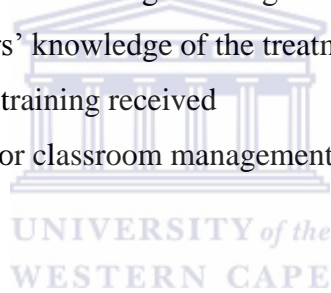 s’ knowledge of the treatm
training received
or classroom management
UNIVERSITY of the
WESTERN CAPE